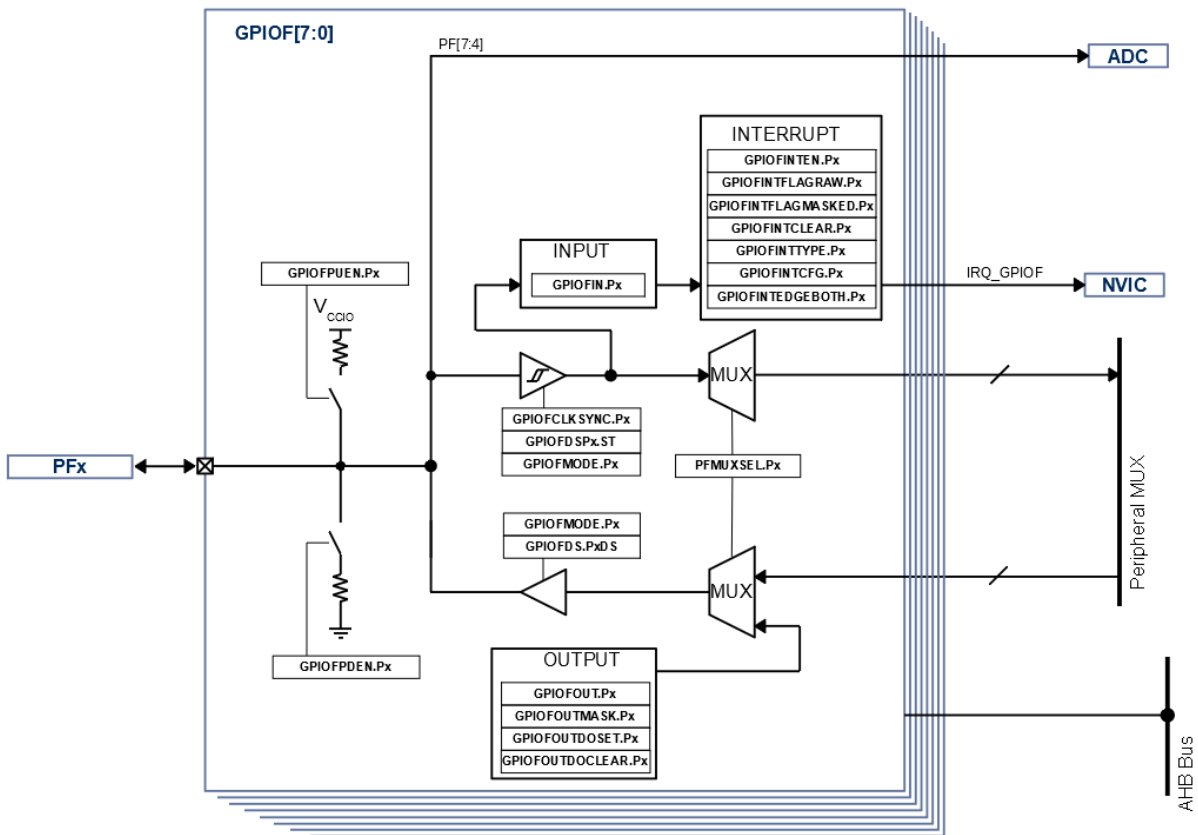 GPIOF[7:0]
PF[7:4]
ADC
INTERRUPT
GPIOFINTEN.Px
GPIOFINTFLAGRAW.Px
GPIOFINTFLAGMASKED.Px
GPIOFINTCLEAR.Px
GPIOFINTTYPE.Px
GPIOFINTCFG.Px
GPIOFINTEDGEBOTH.Px
INPUT
GPIOFIN.Px
IRQ_GPIOF
NVIC
GPIOFPUEN.Px
VCCIO
MUX
GPIOFCLKSYNC.Px
GPIOFDSPx.ST
GPIOFMODE.Px
PFMUXSEL.Px
PFx
Peripheral MUX
GPIOFMODE.Px
GPIOFDS.PxDS
MUX
GPIOFPDEN.Px
OUTPUT
GPIOFOUT.Px
GPIOFOUTMASK.Px
GPIOFOUTDOSET.Px
GPIOFOUTDOCLEAR.Px
AHB Bus